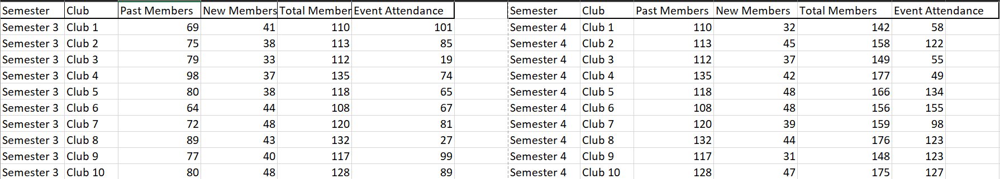 Semester Club Past Members New Members Total Member Event Attendance Semester Club Past Members New Members Total Members Event Attendance
Semester 3 Club 1 69 41 110 101 Semester 4 Club 1 110 32 142 58
Semester 3 Club 2 75 38 113 85 Semester 4 Club 2 113 45 158 122
Semester 3 Club 3 79 33 112 19 Semester 4 Club 3 112 37 149 55
Semester 3 Club 4 98 37 135 74 Semester 4 Club 4 135 42 177 49
Semester 3 Club 5 80 38 118 65 Semester 4 Club 5 118 48 166 134
Semester 3 Club 6 64 44 108 67 Semester 4 Club 6 108 48 156 155
Semester 3 Club 7 72 48 120 81 Semester 4 Club 7 120 39 159 98
Semester 3 Club 8 89 43 132 27 Semester 4 Club 8 132 44 176 123
Semester 3 Club 9 77 40 117 99 Semester 4 Club 9 117 31 148 123
Semester 3 Club 10 80 48 128 89 Semester 4 Club 10 128 47 175 127